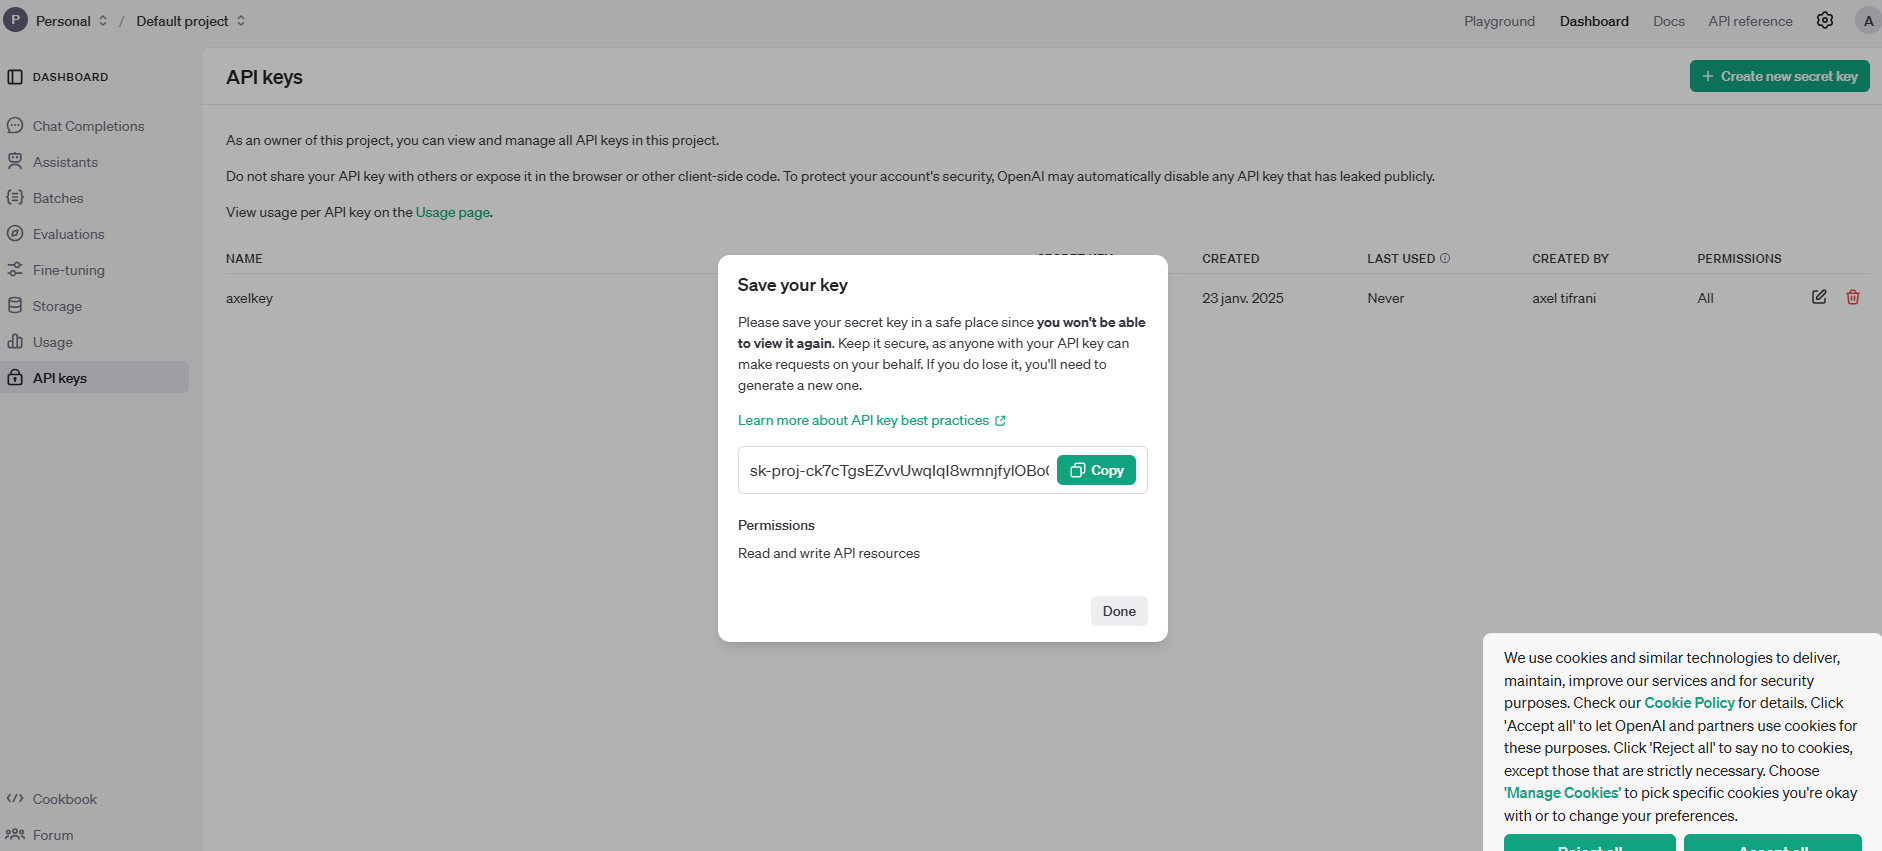 P Personal / Default project
Playground Dashboard Docs API reference A
DASHBOARD
API keys
+ Create new secret key
Chat Completions
Assistants
Batches
Evaluations
Fine-tuning
Storage
Usage
API keys
Cookbook
Forum
As an owner of this project, you can view and manage all API keys in this project.
Do not share your API key with others or expose it in the browser or other client-side code. To protect your account's security, OpenAI may automatically disable any API key that has leaked publicly.
View usage per API key on the Usage page.
NAME CREATED LAST USED CREATED BY PERMISSIONS
axelkey 23 janv. 2025 Never axel tifrani All
Save your key
Please save your secret key in a safe place since you won't be able
to view it again. Keep it secure, as anyone with your API key can
make requests on your behalf. If you do lose it, you'll need to
generate a new one.
Learn more about API key best practices
Copy
Permissions
Read and write API resources
Done
We use cookies and similar technologies to deliver,
maintain, improve our services and for security
purposes. Check our Cookie Policy for details. Click
'Accept all' to let OpenAI and partners use cookies for
these purposes. Click 'Reject all' to say no to cookies,
except those that are strictly necessary. Choose
'Manage Cookies' to pick specific cookies you're okay
with or to change your preferences.